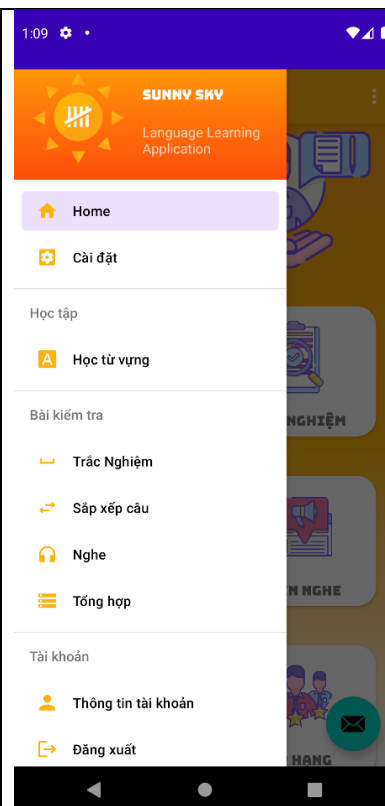 1:09
SUNNY SKY
Language Learning
Application
Home
Cài đặt
Học tập
A Học từ vựng
NGHIỆM
Bài kiểm tra
Trắc Nghiệm
Sắp xếp câu
Nghe
N NGHE
Tổng hợp
Tài khoản
Thông tin tài khoản
Đăng xuất
HẠNG